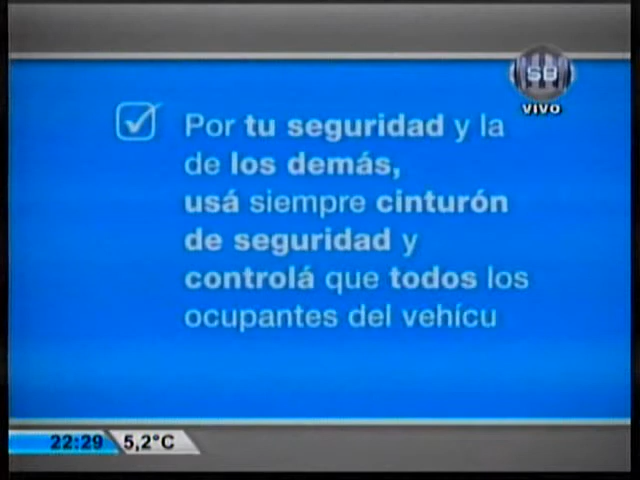 SB
VIVO
Por tu seguridad y la
de los demás,
usá siempre cinturón
de seguridad y
controlá que todos los
ocupantes del vehícu
22:29 5,2°C